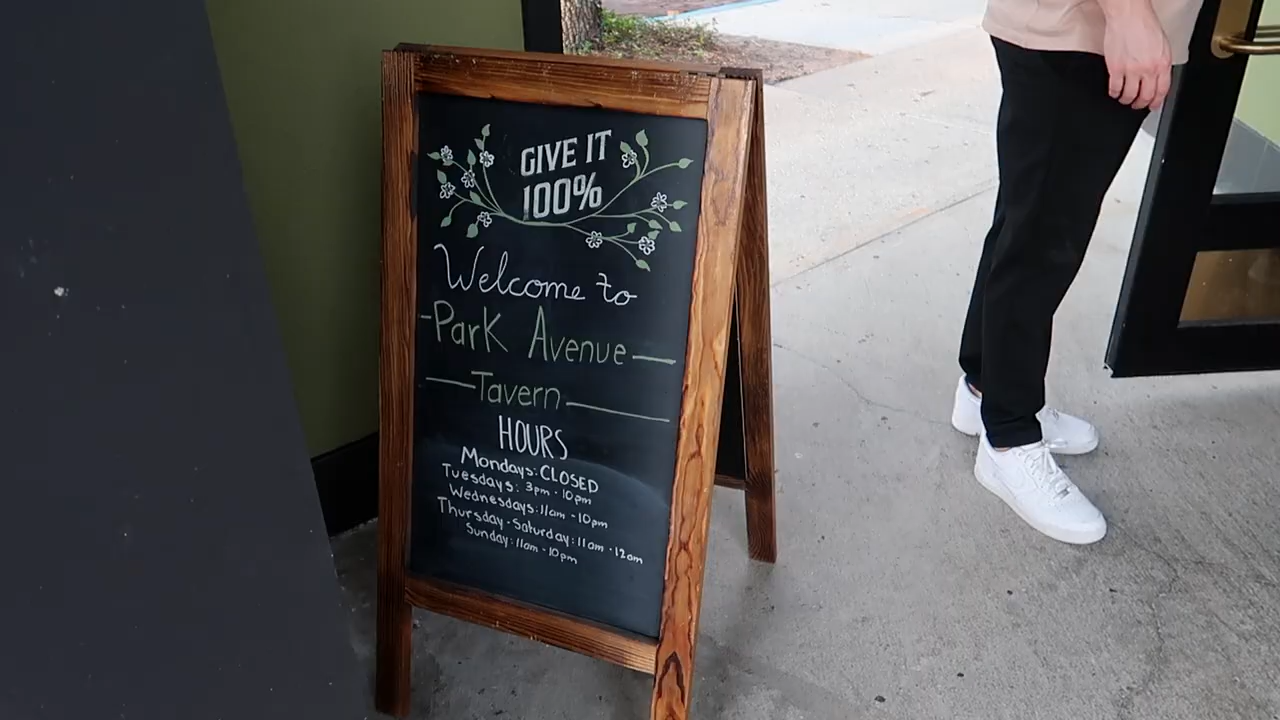 GIVE IT
100%
Welcome to
Park Avenue
Tavern
HOURS
Mondays: CLOSED
Tuesdays: 3pm - 10pm
Wednesdays: 11am - 10pm
Thursday - Saturday: 11am - 12am
Sunday: 11am - 10pm